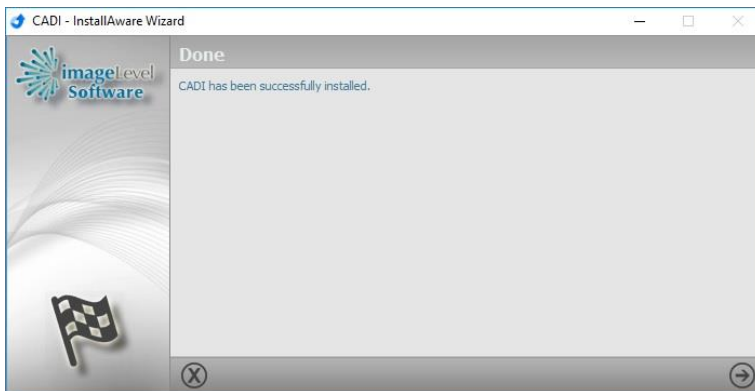 CADI - InstallAware Wizard
imageLevel
Software
Done
CADI has been successfully installed.